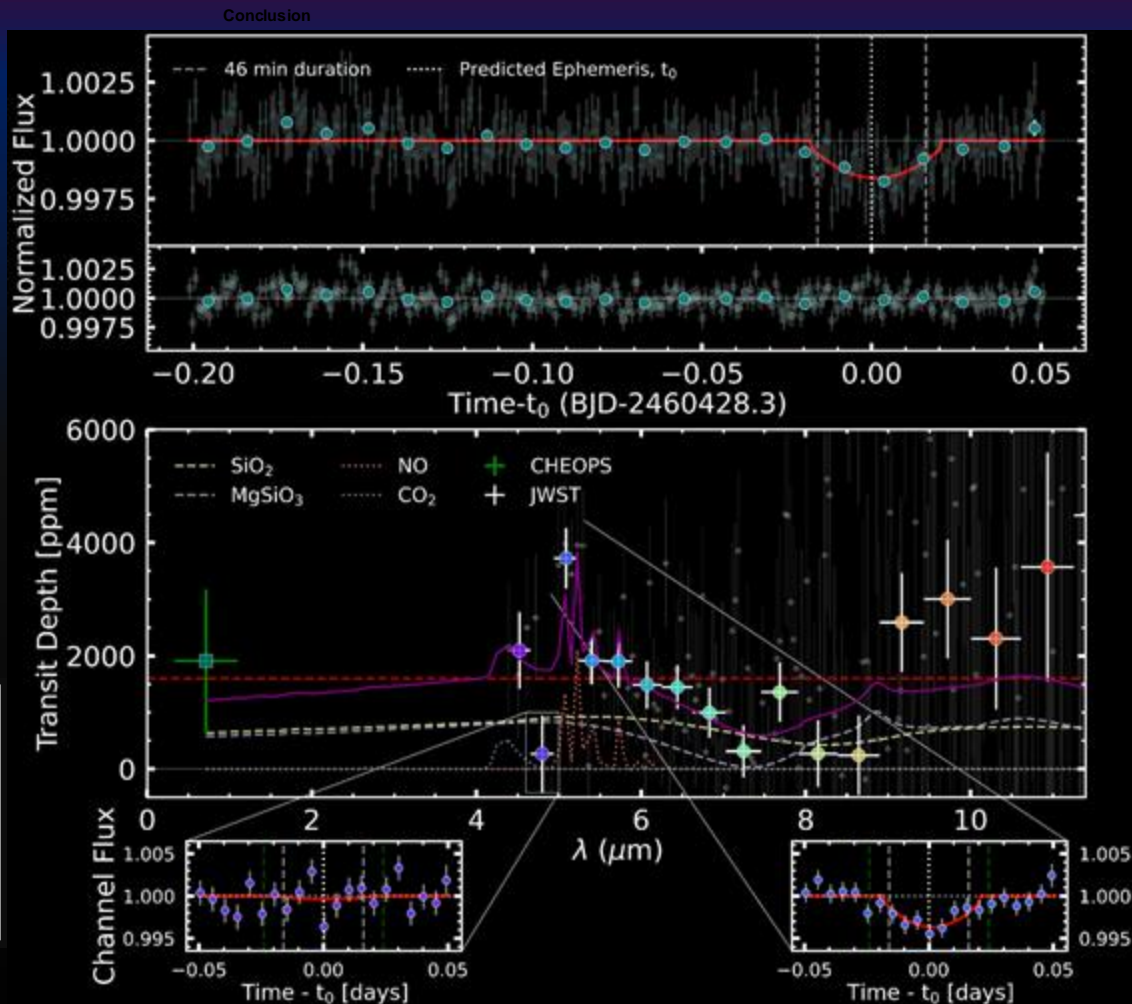 Conclusion
46 min duration
Predicted Ephemeris, t₀
1.0025
1.0000
0.9975
1.0025
1.0000
0.9975
Normalized Flux
−0.20 −0.15 −0.10 −0.05 0.00 0.05
Time-t₀ (BJD-2460428.3)
6000
4000
2000
0
Transit Depth [ppm]
SiO₂ NO CHEOPS
MgSiO₃ CO₂ JWST
0 2 4 6 8 10
λ (μm)
Channel Flux
1.005
1.000
0.995
−0.05 0.00 0.05
Time - t₀ [days]
1.005
1.000
0.995
−0.05 0.00 0.05
Time - t₀ [days]